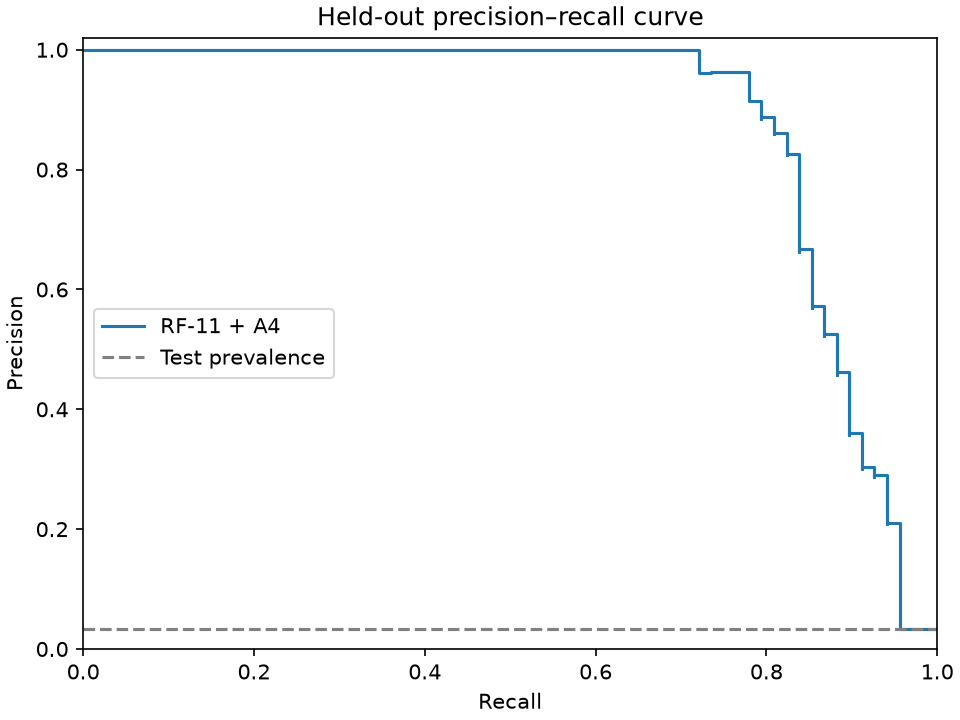 Held-out precision–recall curve
Precision
1.0
0.8
0.6
0.4
0.2
0.0
RF-11 + A4
Test prevalence
0.0 0.2 0.4 0.6 0.8 1.0
Recall